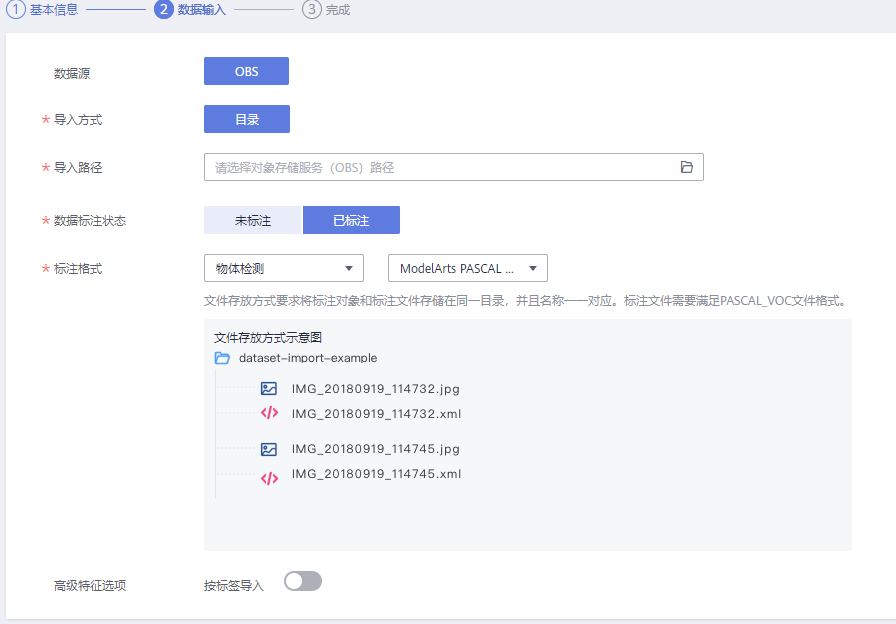 1 基本信息 2 数据输入 3 完成
数据源 OBS
* 导入方式 目录
* 导入路径 请选择对象存储服务（OBS）路径
* 数据标注状态 未标注 已标注
* 标注格式 物体检测 ModelArts PASCAL ...
文件存放方式要求将标注对象和标注文件存储在同一目录，并且名称一一对应。标注文件需要满足PASCAL_VOC文件格式。
文件存放方式示意图
dataset-import-example
IMG_20180919_114732.jpg
</> IMG_20180919_114732.xml
IMG_20180919_114745.jpg
</> IMG_20180919_114745.xml
高级特征选项 按标签导入